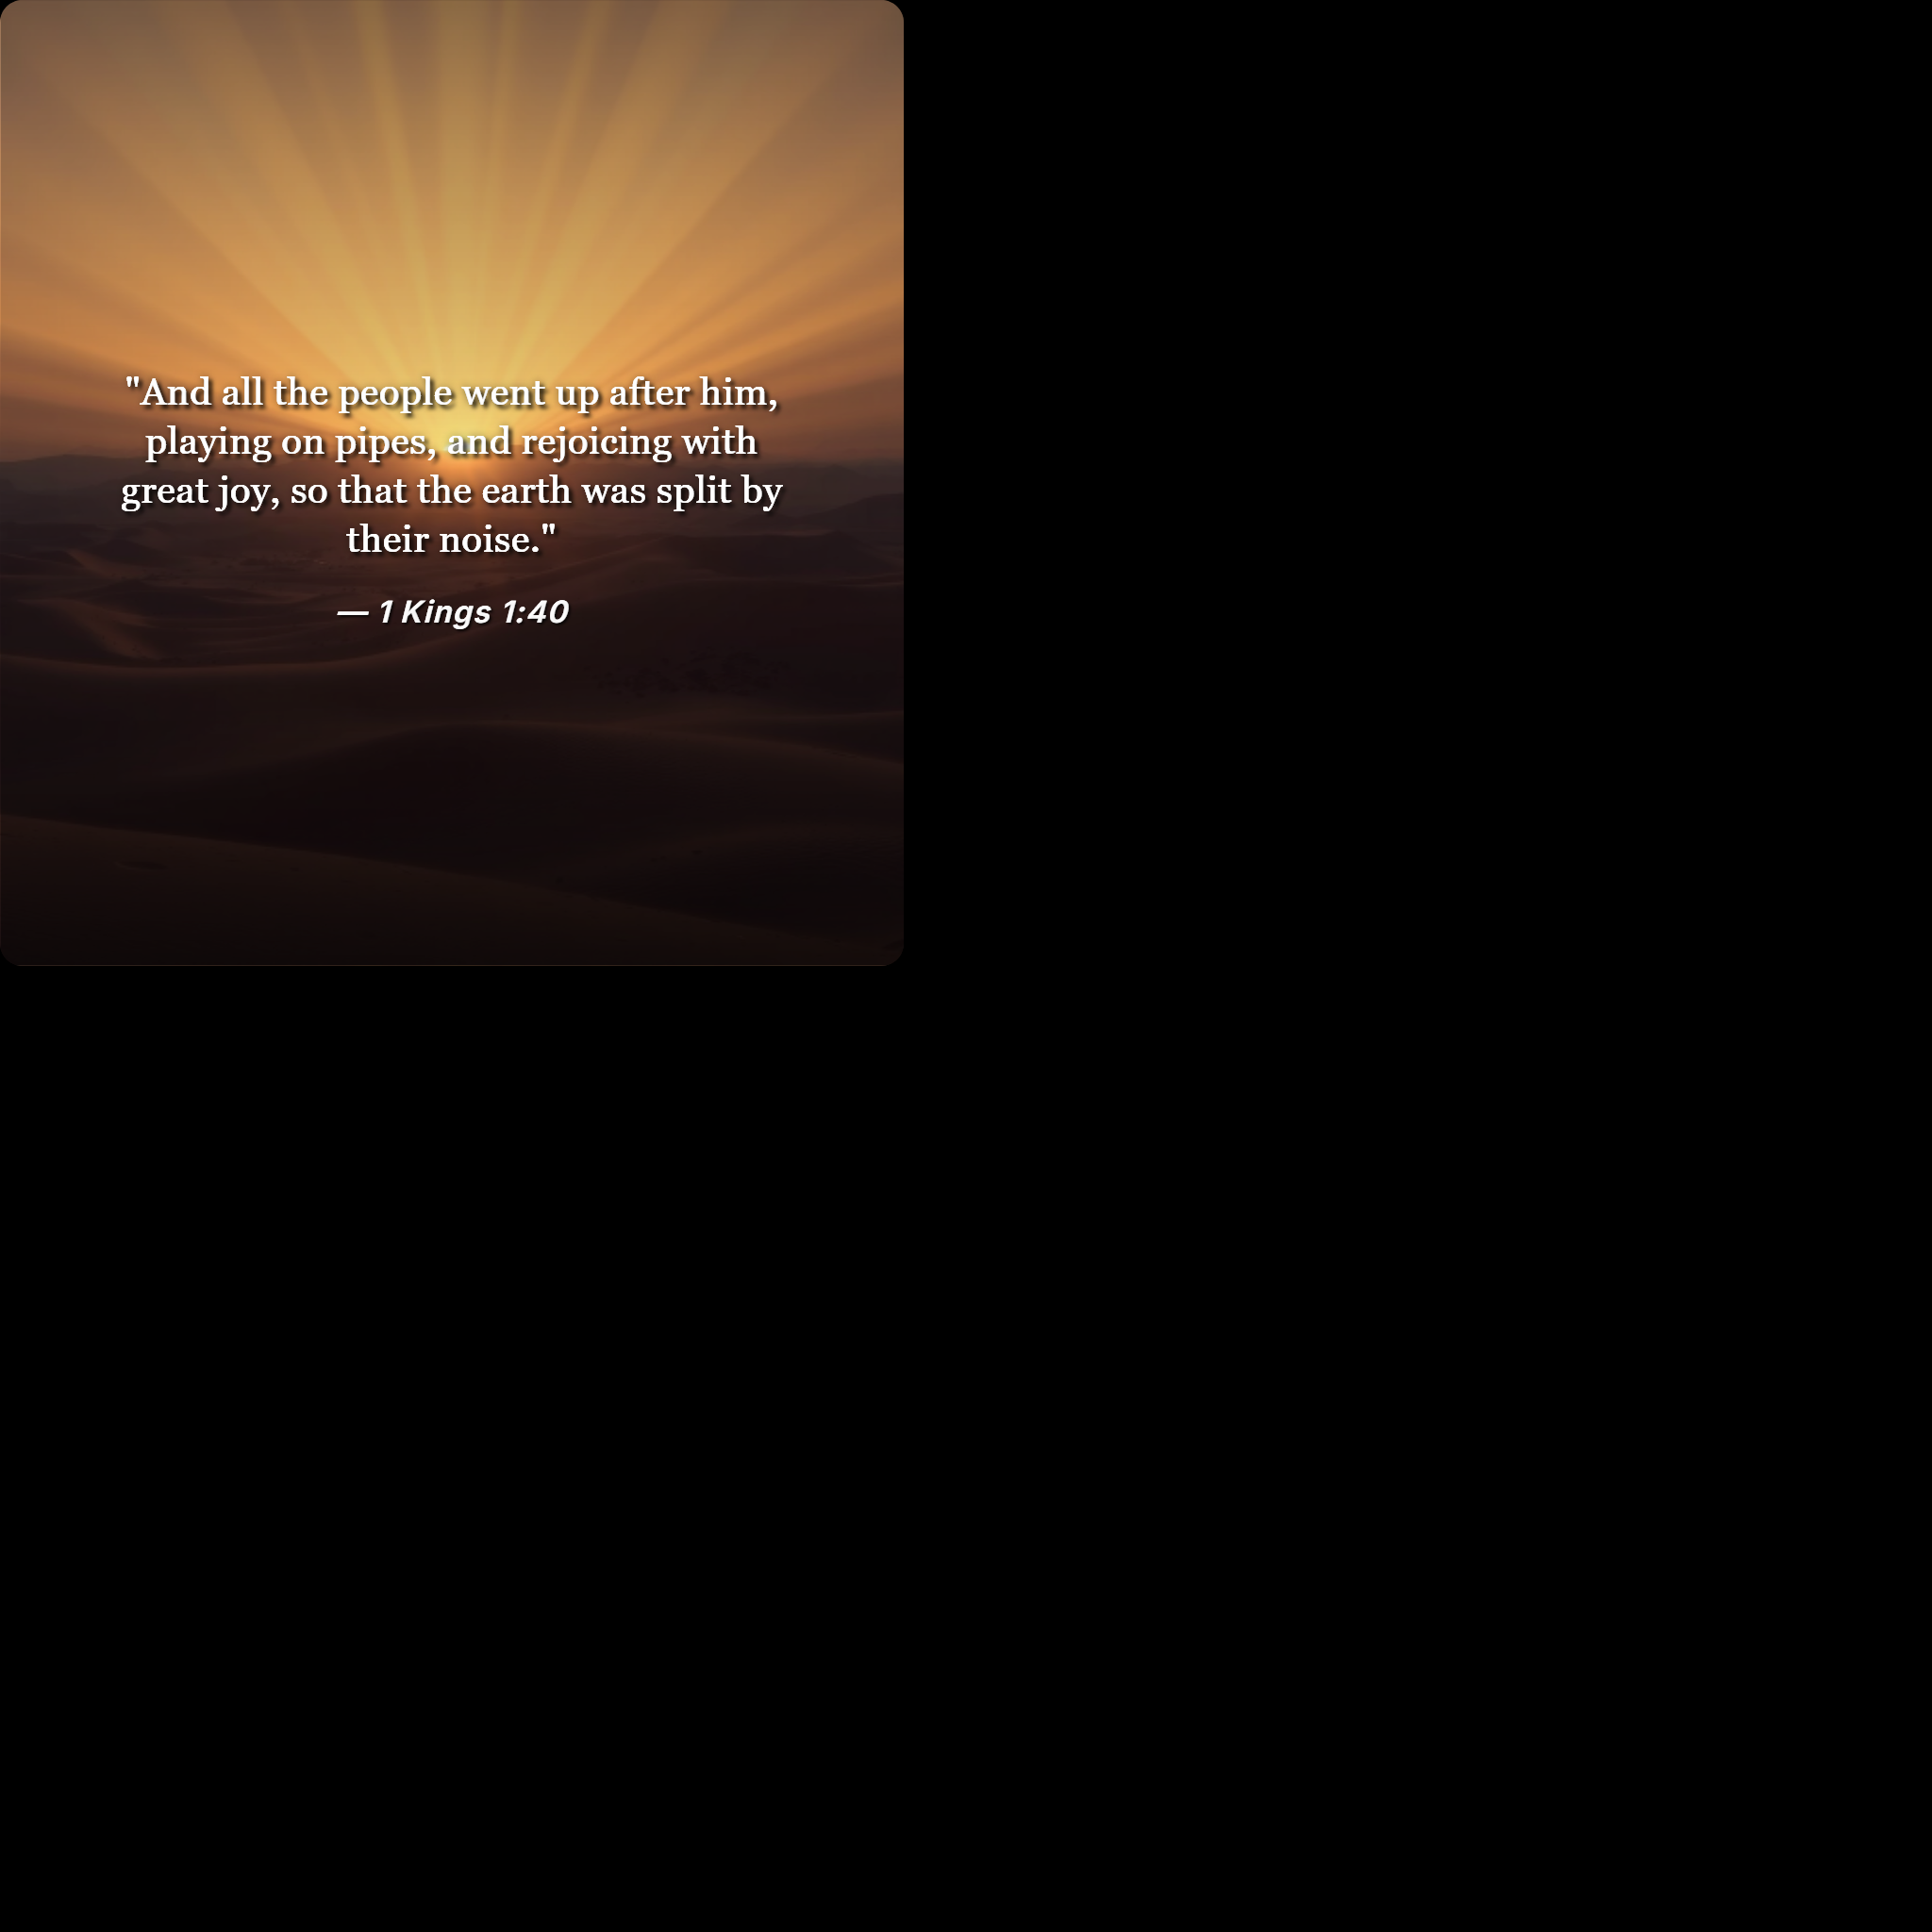 "And all the people went up after him,
playing on pipes, and rejoicing with
great joy, so that the earth was split by
their noise."
— 1 Kings 1:40